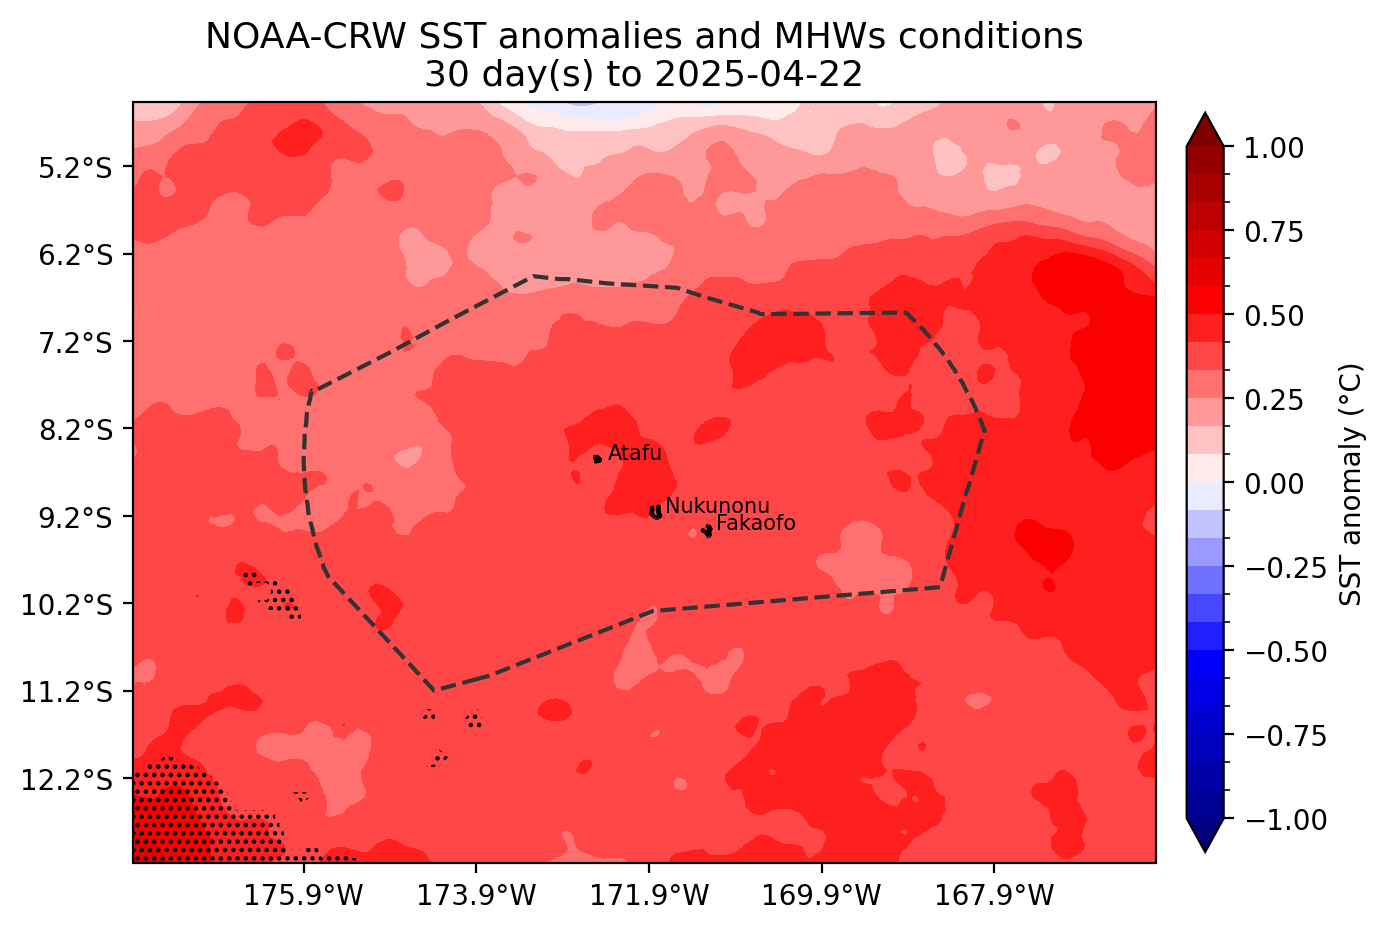 NOAA-CRW SST anomalies and MHWs conditions
30 day(s) to 2025-04-22
5.2°S
6.2°S
7.2°S
8.2°S
9.2°S
10.2°S
11.2°S
12.2°S
Atafu
Nukunonu
Fakaofo
175.9°W
173.9°W
171.9°W
169.9°W
167.9°W
1.00
0.75
0.50
0.25
0.00
−0.25
−0.50
−0.75
−1.00
SST anomaly (°C)